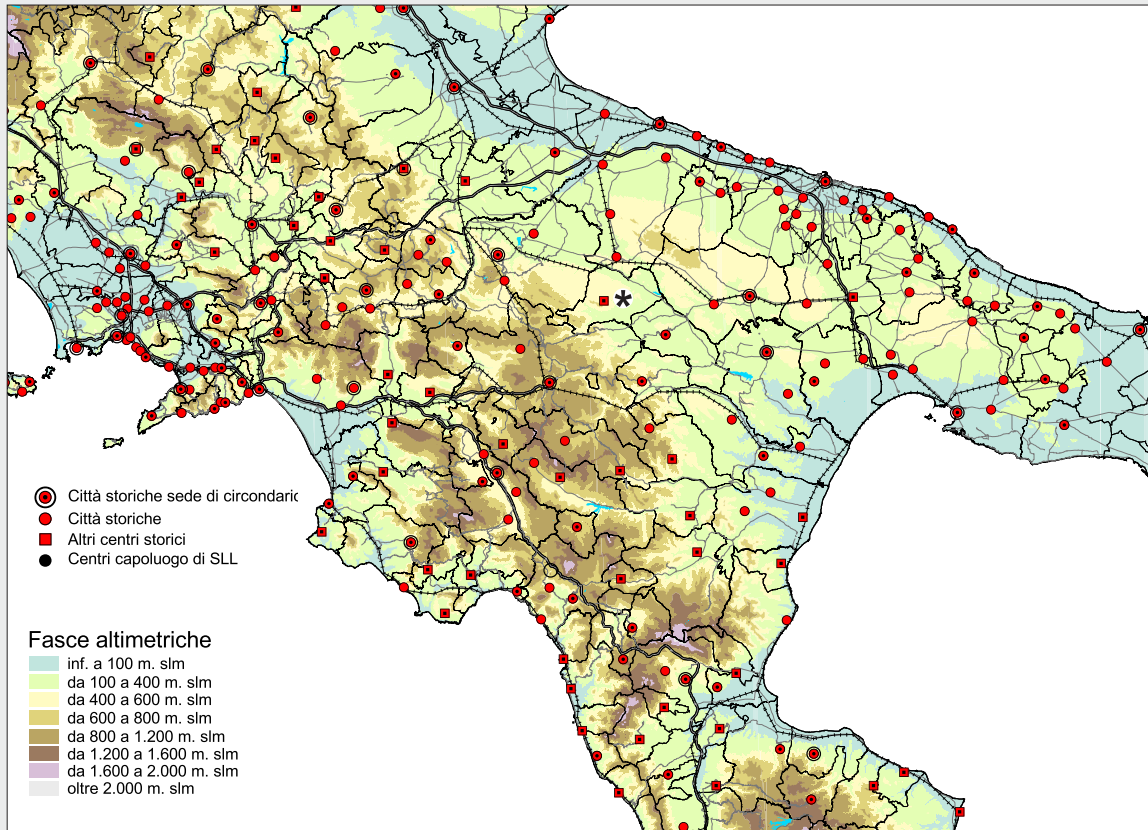 *
Città storiche sede di circondario
Città storiche
Altri centri storici
Centri capoluogo di SLL
Fasce altimetriche
inf. a 100 m. slm
da 100 a 400 m. slm
da 400 a 600 m. slm
da 600 a 800 m. slm
da 800 a 1.200 m. slm
da 1.200 a 1.600 m. slm
da 1.600 a 2.000 m. slm
oltre 2.000 m. slm